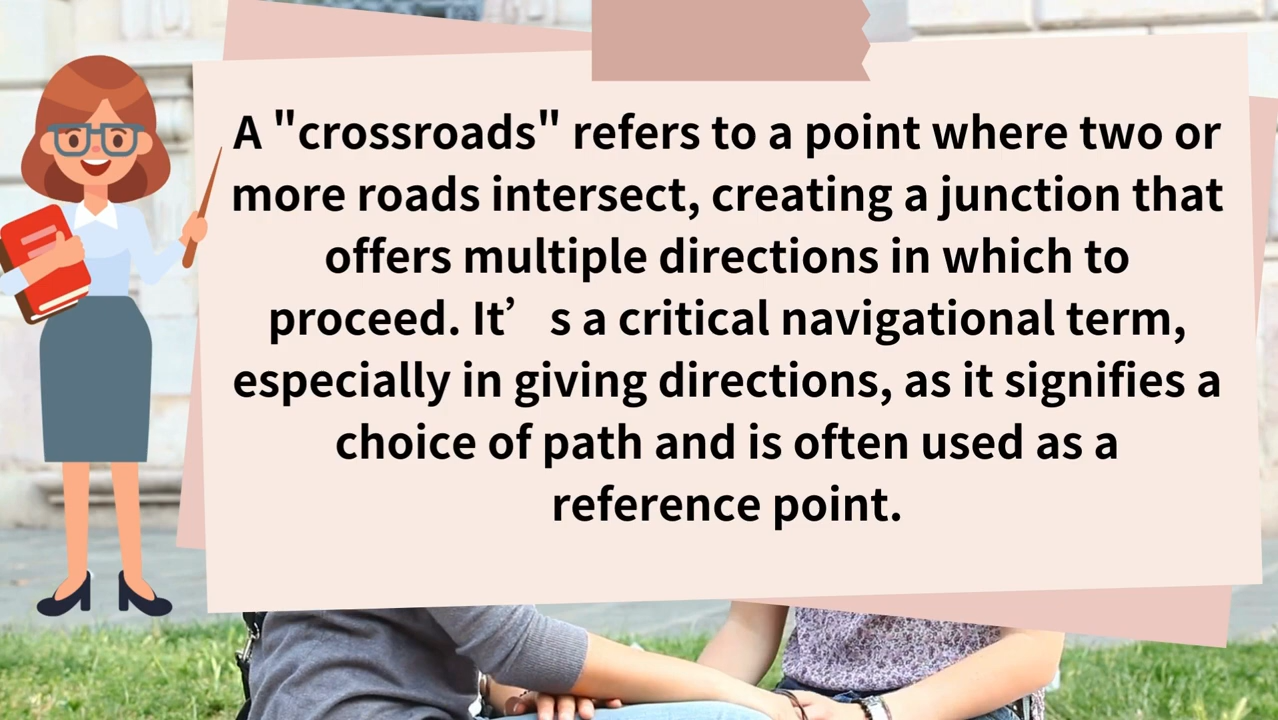 A "crossroads" refers to a point where two or
more roads intersect, creating a junction that
offers multiple directions in which to
proceed. It’s a critical navigational term,
especially in giving directions, as it signifies a
choice of path and is often used as a
reference point.